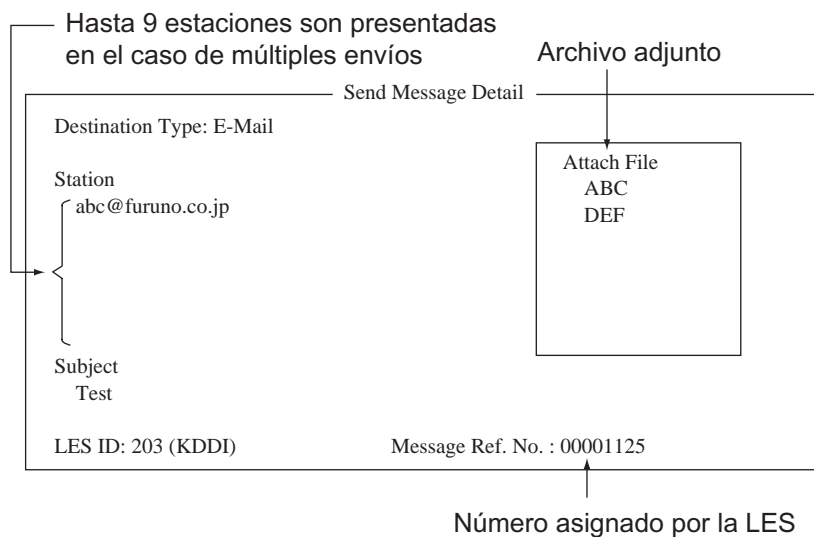 Hasta 9 estaciones son presentadas
en el caso de múltiples envíos
Archivo adjunto
Send Message Detail
Destination Type: E-Mail
Station
abc@furuno.co.jp
Attach File
ABC
DEF
Subject
Test
LES ID: 203 (KDDI)
Message Ref. No. : 00001125
Número asignado por la LES